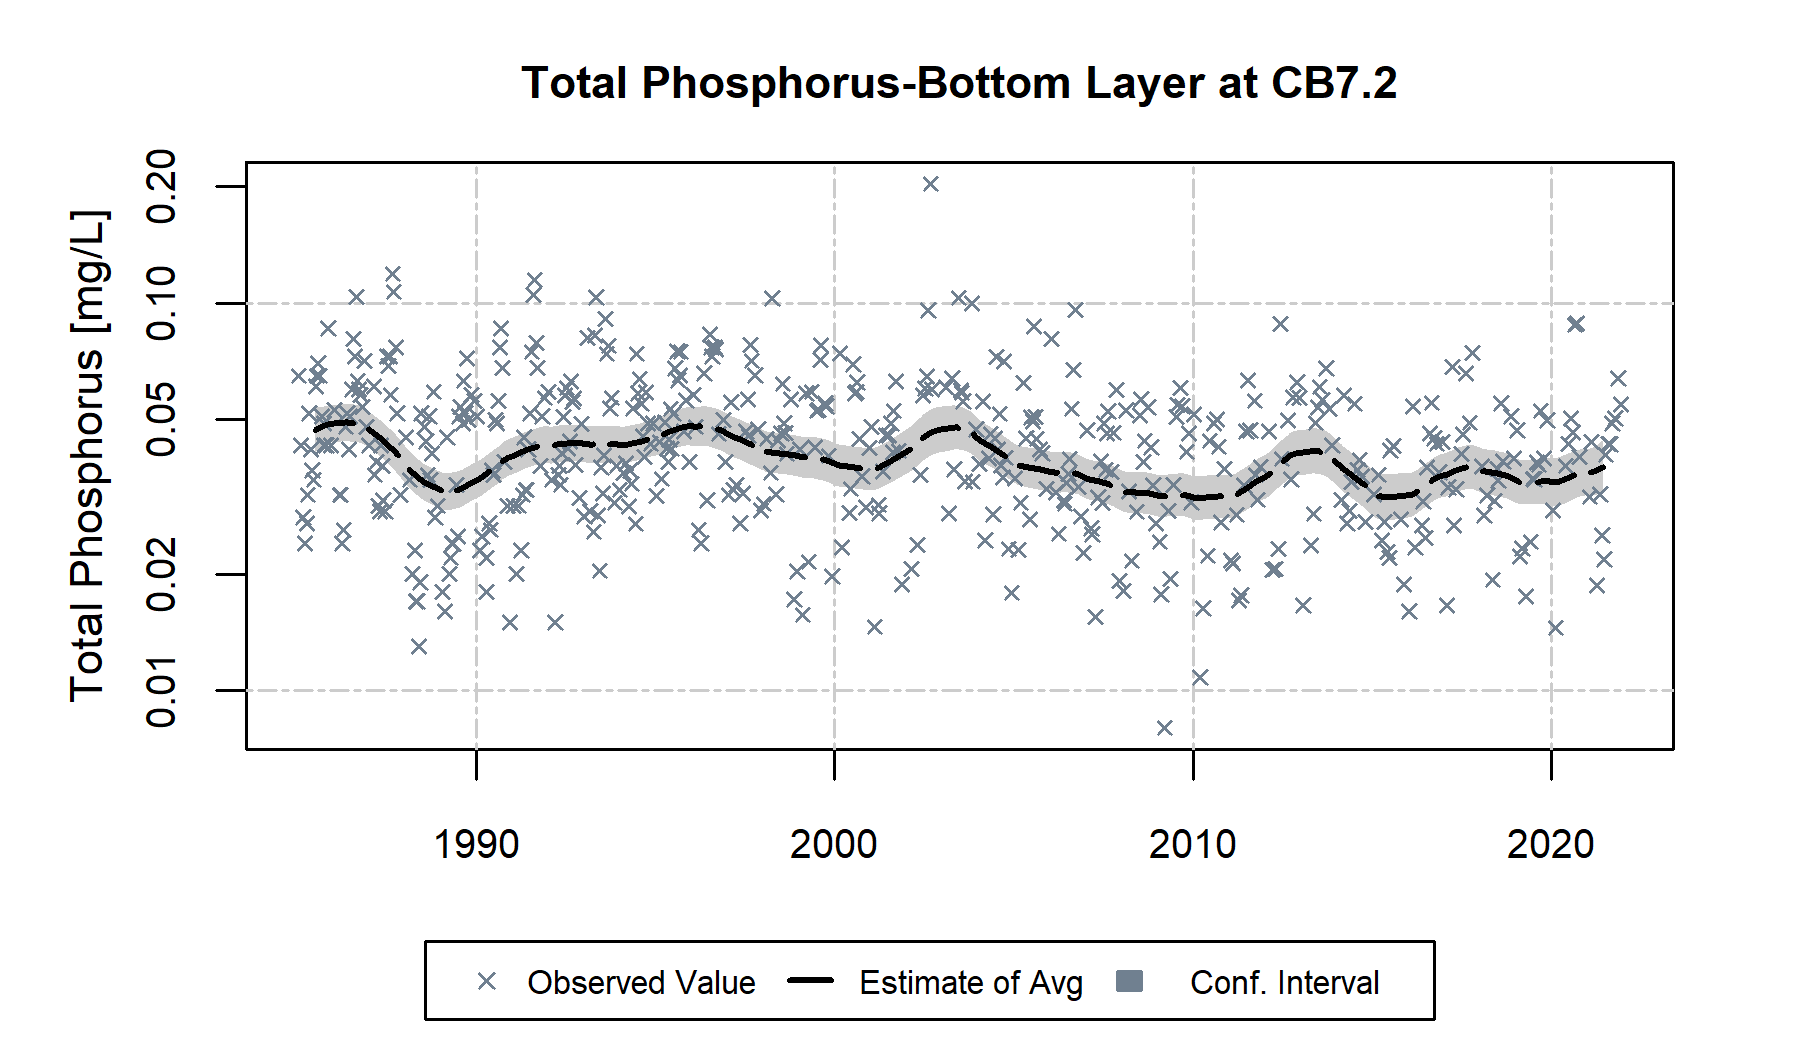 Total Phosphorus-Bottom Layer at CB7.2
Total Phosphorus [mg/L]
0.20
0.10
0.05
0.02
0.01
1990 2000 2010 2020
Observed Value Estimate of Avg Conf. Interval